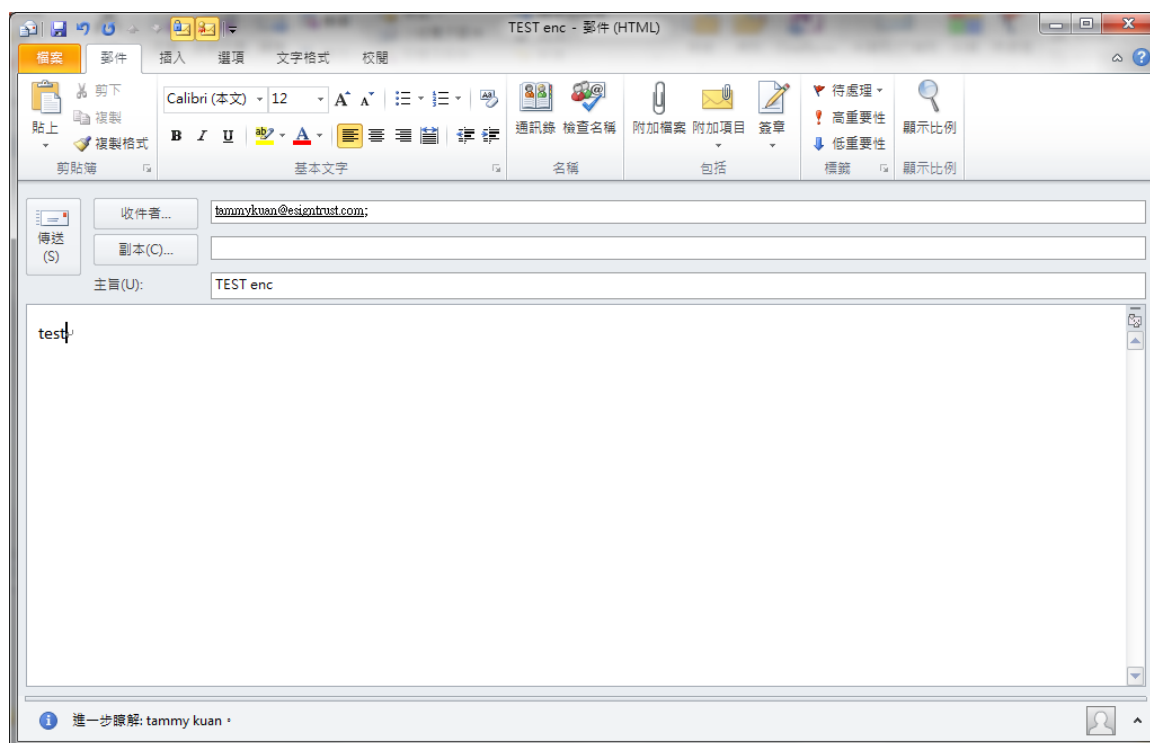 TEST enc - 郵件 (HTML)
檔案 郵件 插入 選項 文字格式 校閱
貼上
剪下
複製
複製格式
剪貼簿
Calibri (本文) 12
B I U
基本文字
通訊錄 檢查名稱
名稱
附加檔案 附加項目 簽章
包括
待處理
高重要性
低重要性
標籤
顯示比例
顯示比例
傳送
(S)
收件者... tammykuan@esigntrust.com;
副本(C)...
主旨(U): TEST enc
test
進一步瞭解: tammy kuan。